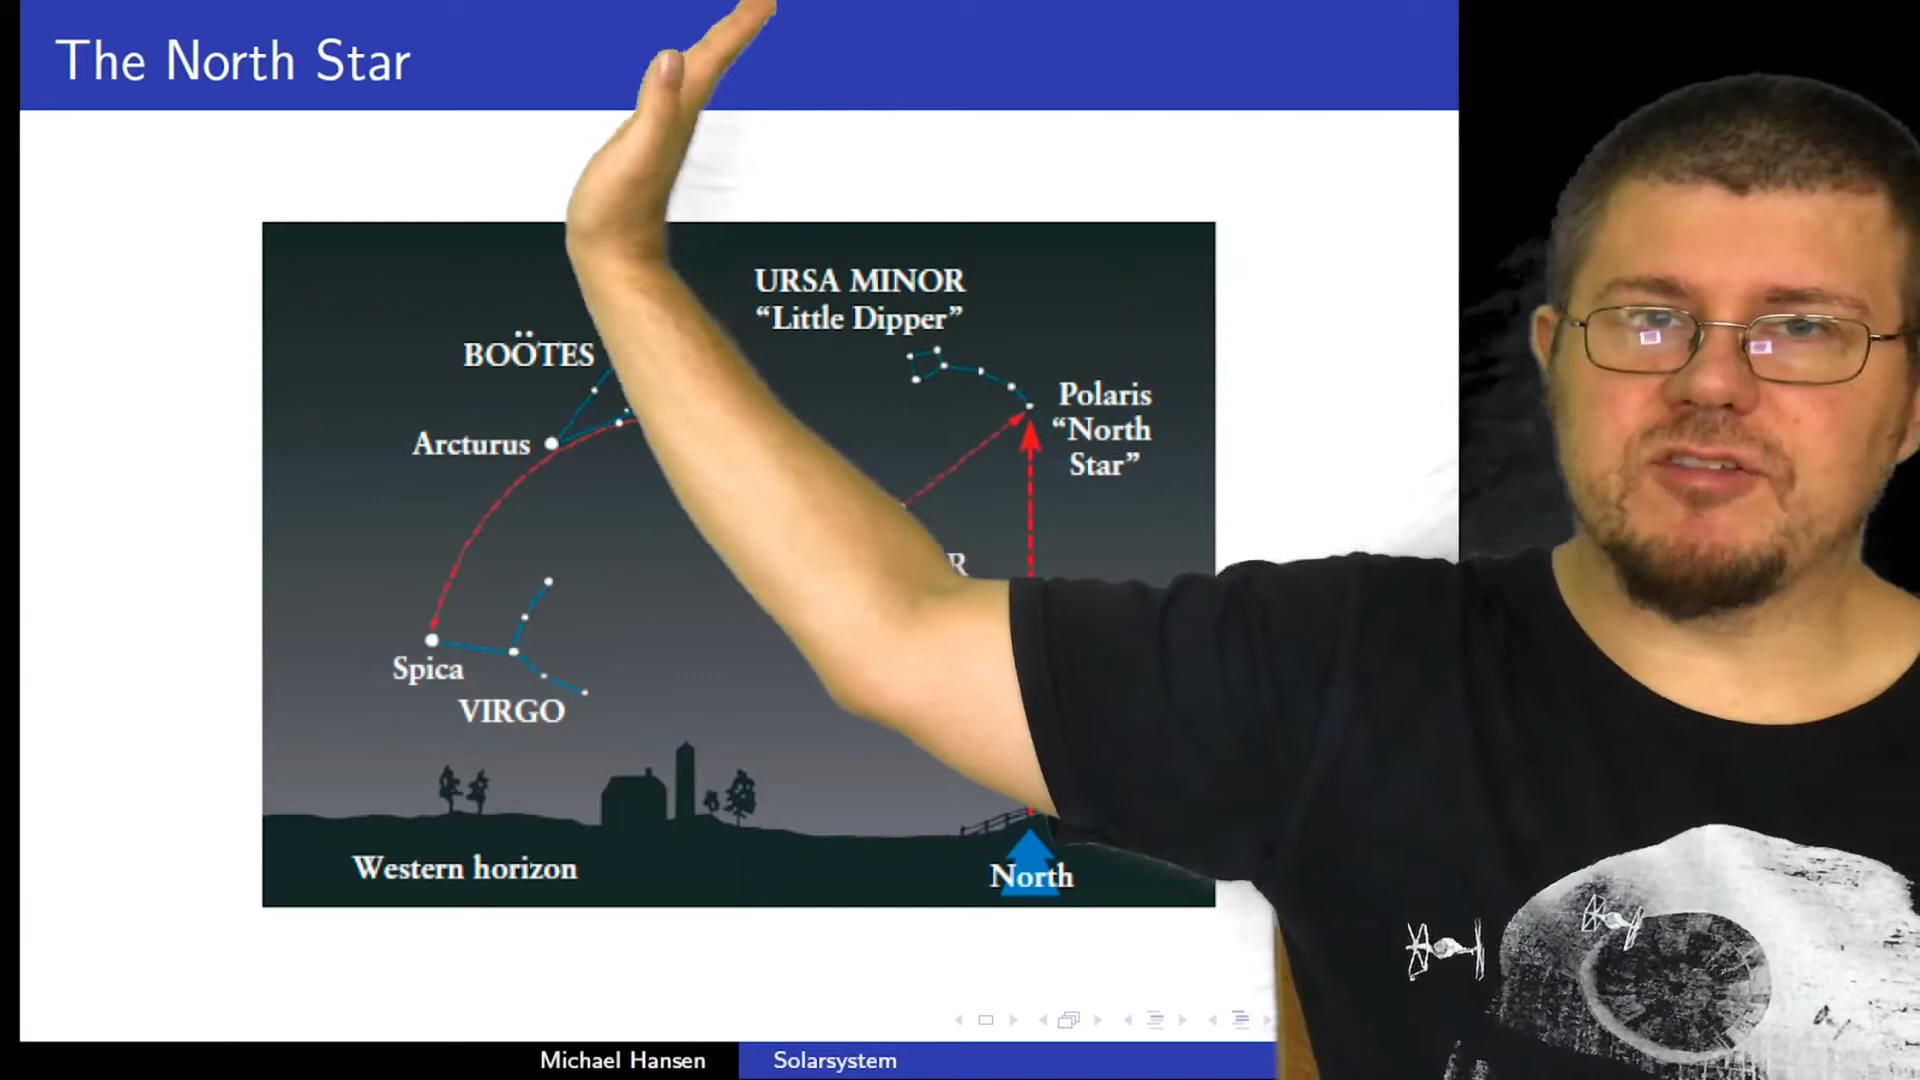 The North Star
URSA MINOR
“Little Dipper”
BOÖTES
Polaris
“North
Star”
Arcturus
R
Spica
VIRGO
Western horizon
North
Michael Hansen
Solarsystem